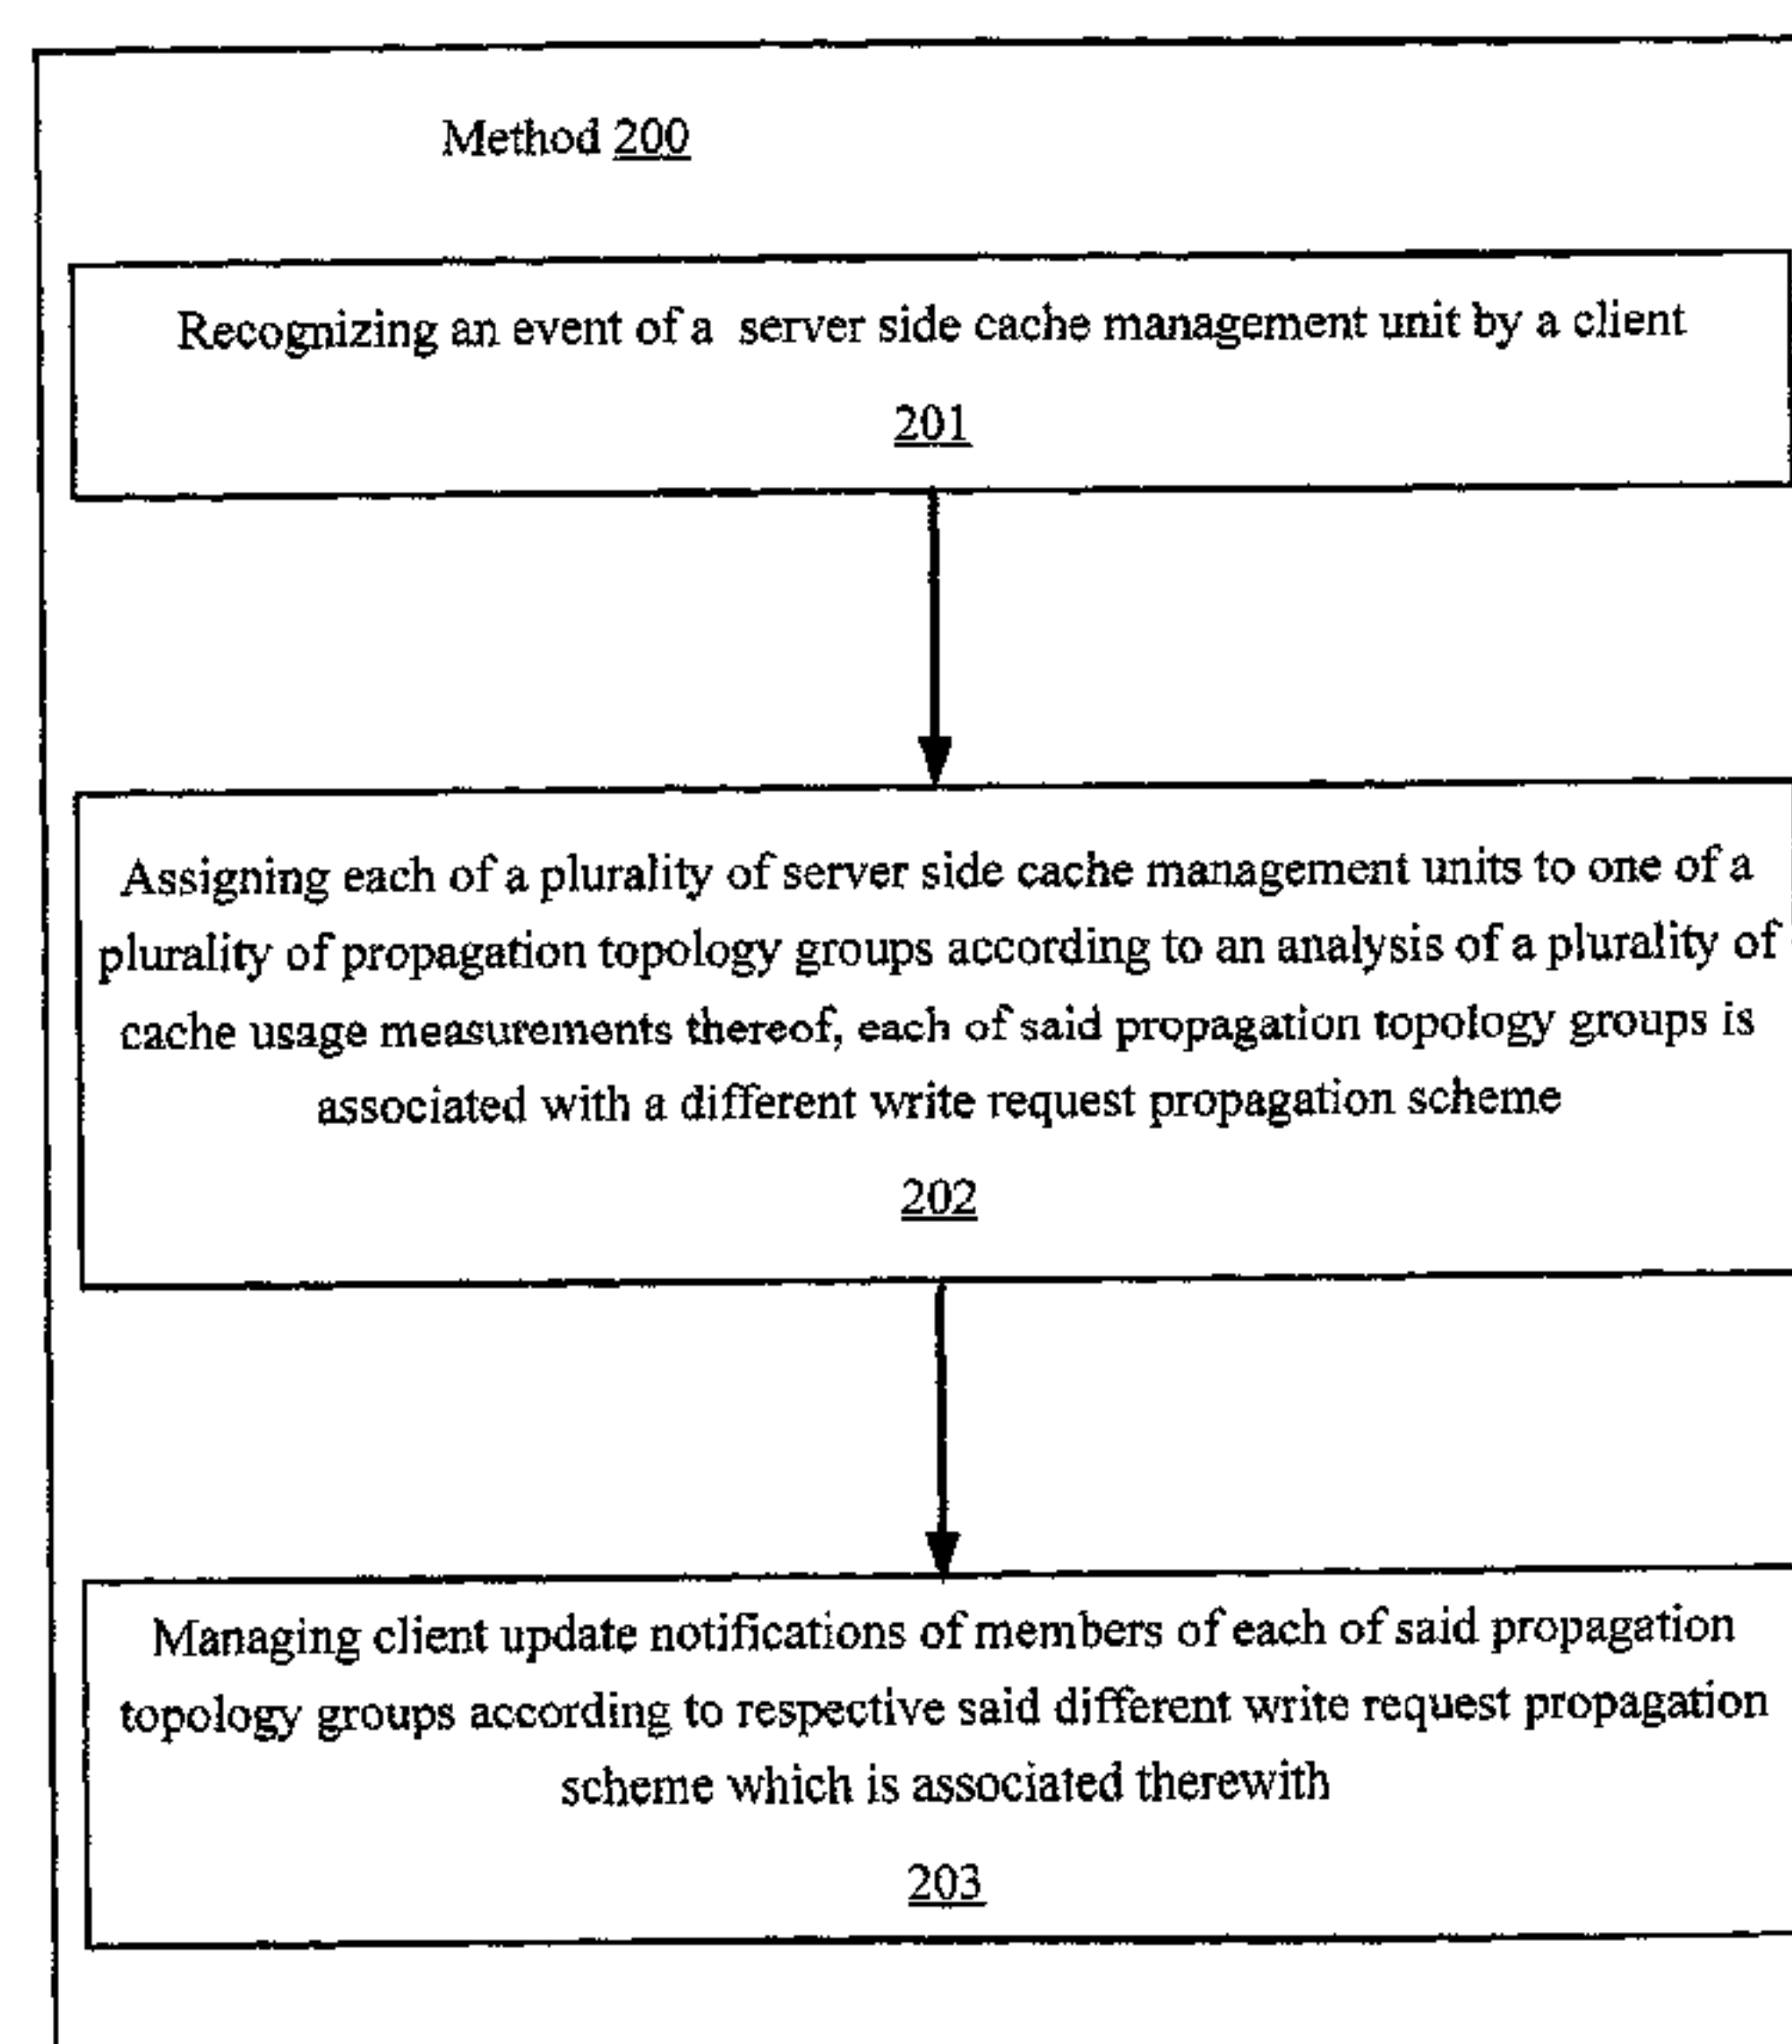 Method 200
Recognizing an event of a server side cache management unit by a client
201
Assigning each of a plurality of server side cache management units to one of a
plurality of propagation topology groups according to an analysis of a plurality of
cache usage measurements thereof, each of said propagation topology groups is
associated with a different write request propagation scheme
202
Managing client update notifications of members of each of said propagation
topology groups according to respective said different write request propagation
scheme which is associated therewith
203